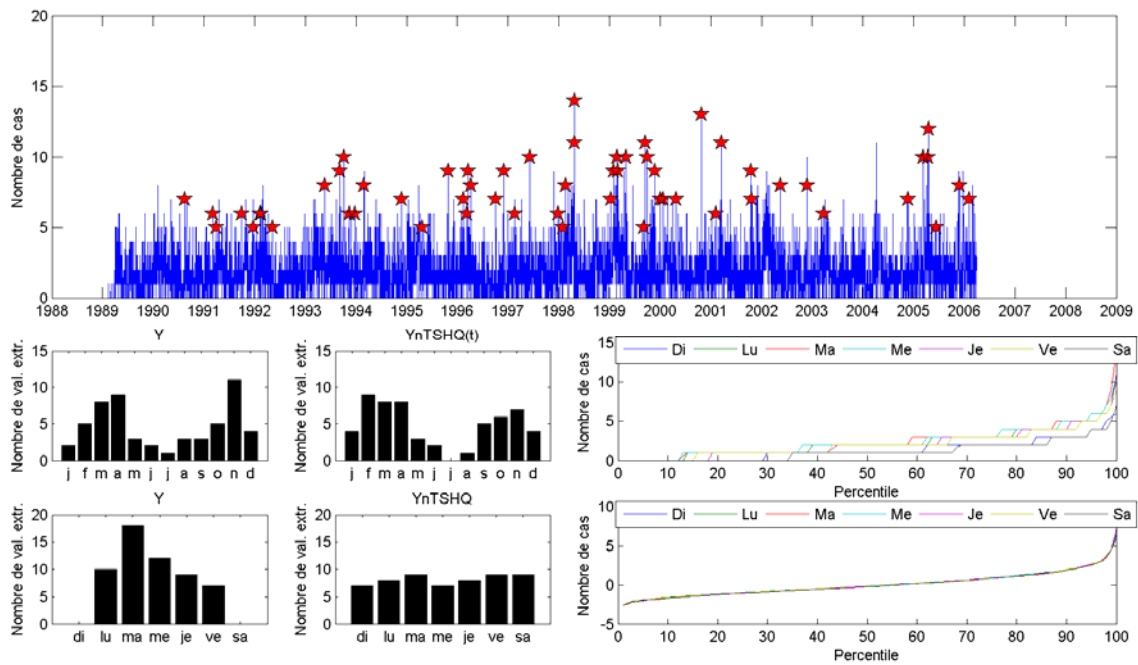 20
15
10
5
0
Nombre de cas
1988 1989 1990 1991 1992 1993 1994 1995 1996 1997 1998 1999 2000 2001 2002 2003 2004 2005 2006 2007 2008 2009
Y
15
10
5
0
Nombre de val. extr.
j f m a m j j a s o n d
YnTSHQ(t)
15
10
5
0
Nombre de val. extr.
j f m a m j j a s o n d
15
10
5
0
Nombre de cas
Di Lu Ma Me Je Ve Sa
0 10 20 30 40 50 60 70 80 90 100
Percentile
Y
20
15
10
5
0
Nombre de val. extr.
di lu ma me je ve sa
YnTSHQ
20
15
10
5
0
Nombre de val. extr.
di lu ma me je ve sa
10
5
0
-5
Nombre de cas
Di Lu Ma Me Je Ve Sa
0 10 20 30 40 50 60 70 80 90 100
Percentile